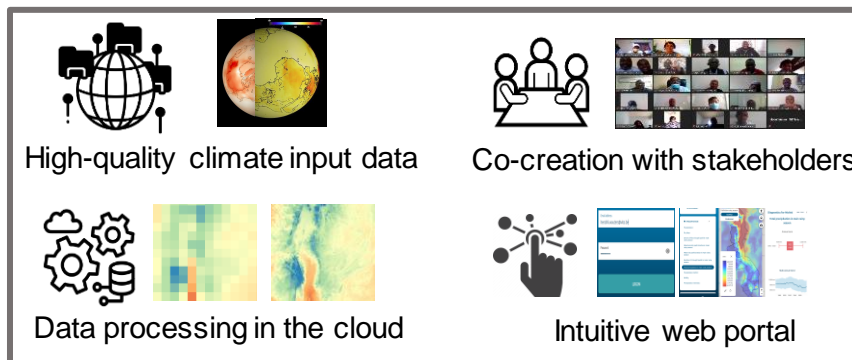 High-quality climate input data
Co-creation with stakeholders
Data processing in the cloud
Intuitive web portal